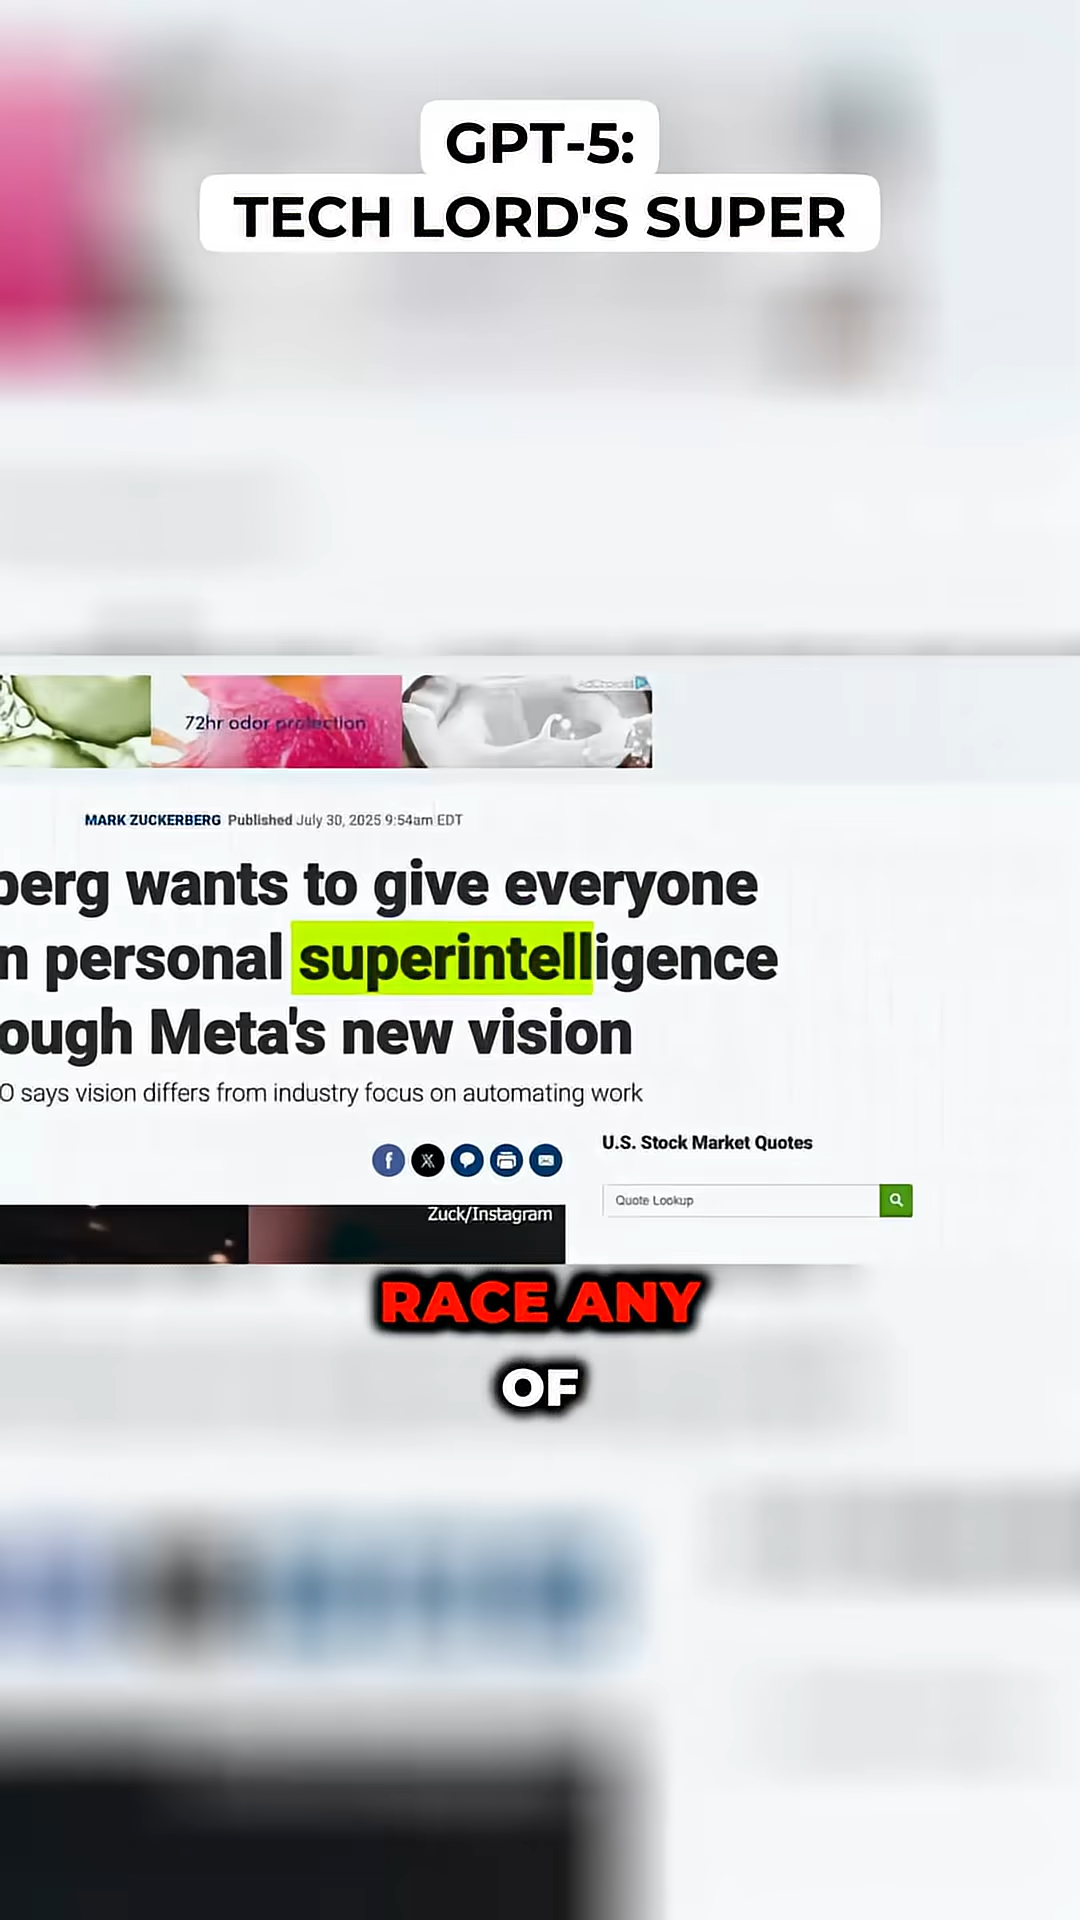 GPT-5:
TECH LORD'S SUPER
AdChoices
72hr odor protection
MARK ZUCKERBERG Published July 30, 2025 9:54am EDT
berg wants to give everyone
n personal superintelligence
ough Meta's new vision
O says vision differs from industry focus on automating work
U.S. Stock Market Quotes
Quote Lookup
Zuck/Instagram
RACE ANY
OF